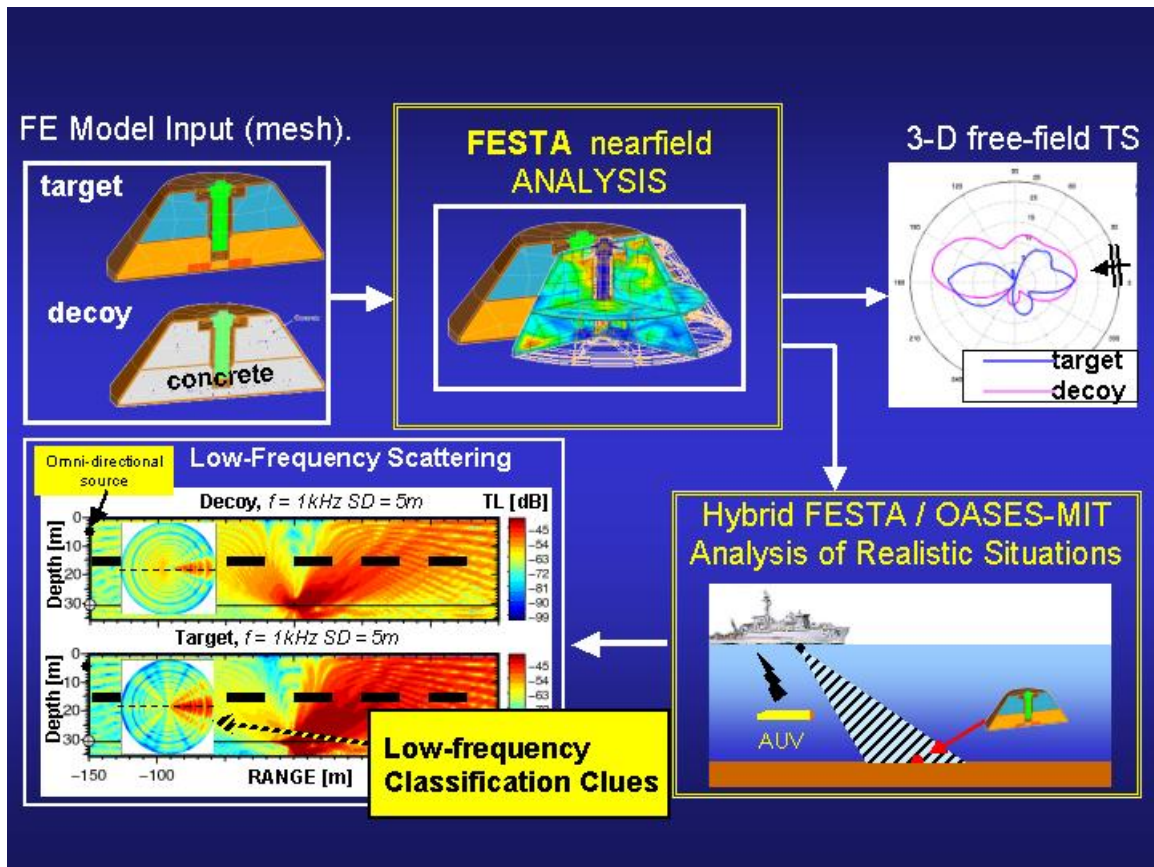 FE Model Input (mesh).
target
decoy
concrete
FESTA nearfield
ANALYSIS
3-D free-field TS
target
decoy
Low-Frequency Scattering
Omni-directional
source
Decoy, f = 1kHz SD = 5m
TL [dB]
Depth [m]
0
10
20
30
-45
-54
-63
-72
-81
-90
-99
Target, f = 1kHz SD = 5m
Depth [m]
0
10
20
30
-45
-54
-63
-72
-150
-100
RANGE [m]
Low-frequency
Classification Clues
Hybrid FESTA / OASES-MIT
Analysis of Realistic Situations
AUV